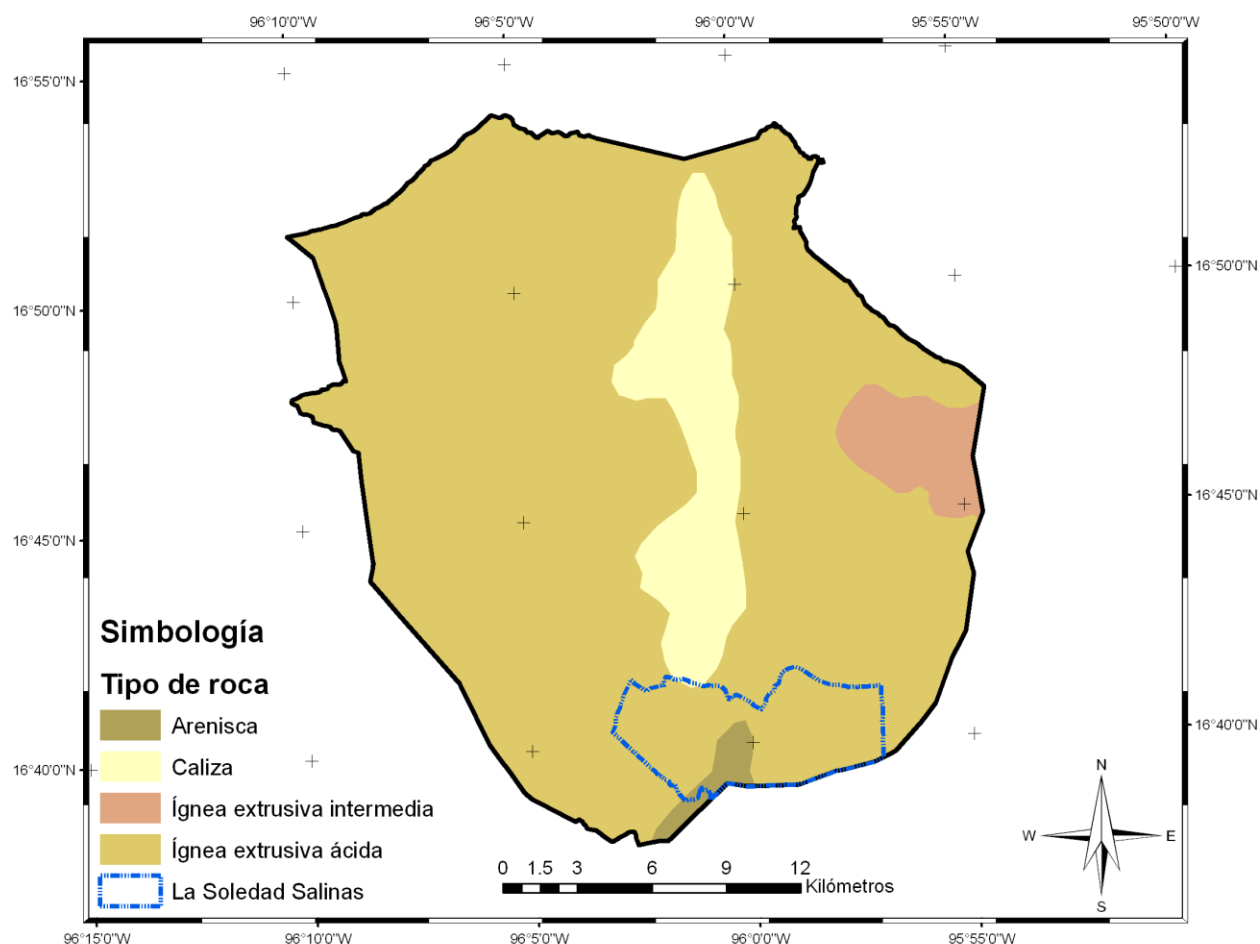 96°10'0"W 96°5'0"W 96°0'0"W 95°55'0"W 95°50'0"W
16°55'0"N
16°50'0"N
16°50'0"N
16°45'0"N
16°45'0"N
16°40'0"N
16°40'0"N
Simbología
Tipo de roca
Arenisca
Caliza
Ígnea extrusiva intermedia
Ígnea extrusiva ácida
La Soledad Salinas
0 1.5 3 6 9 12
Kilómetros
N
W E
S
96°15'0"W 96°10'0"W 96°5'0"W 96°0'0"W 95°55'0"W